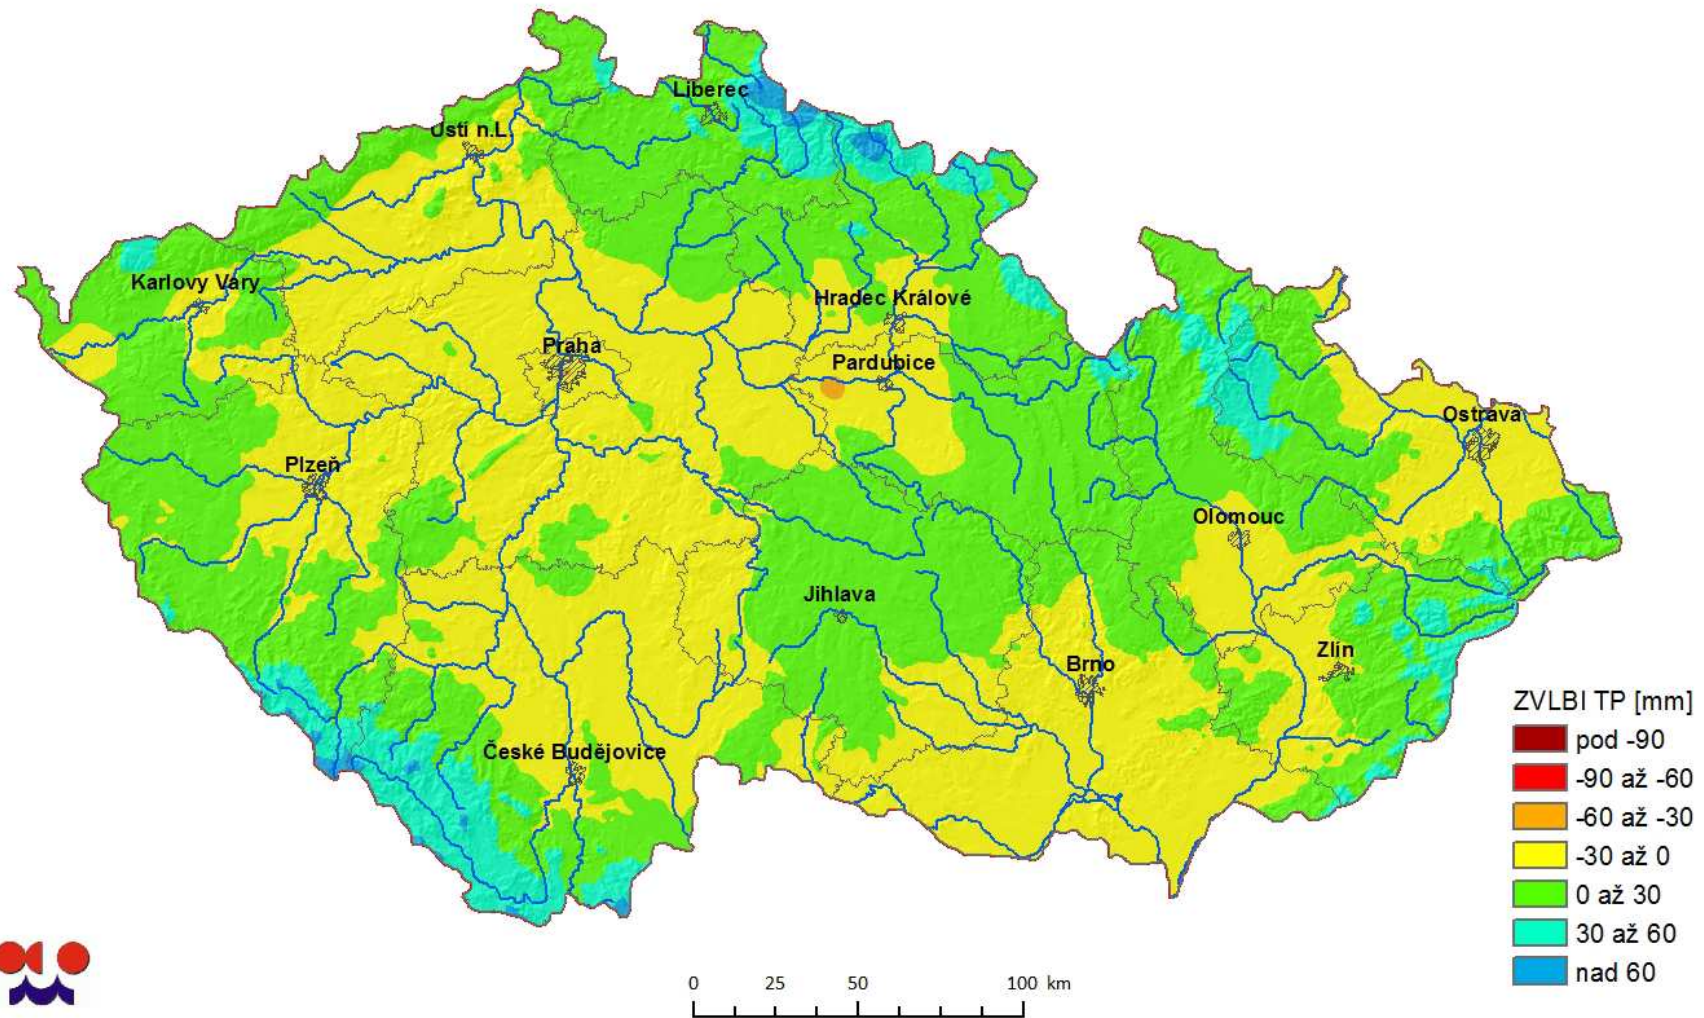 Liberec
Ústí n.L.
Karlovy Vary
Hradec Králové
Praha
Pardubice
Ostrava
Plzeň
Olomouc
Jihlava
Zlín
Brno
České Budějovice
ZVLBI TP [mm]
pod -90
-90 až -60
-60 až -30
-30 až 0
0 až 30
30 až 60
nad 60
0 25 50 100 km